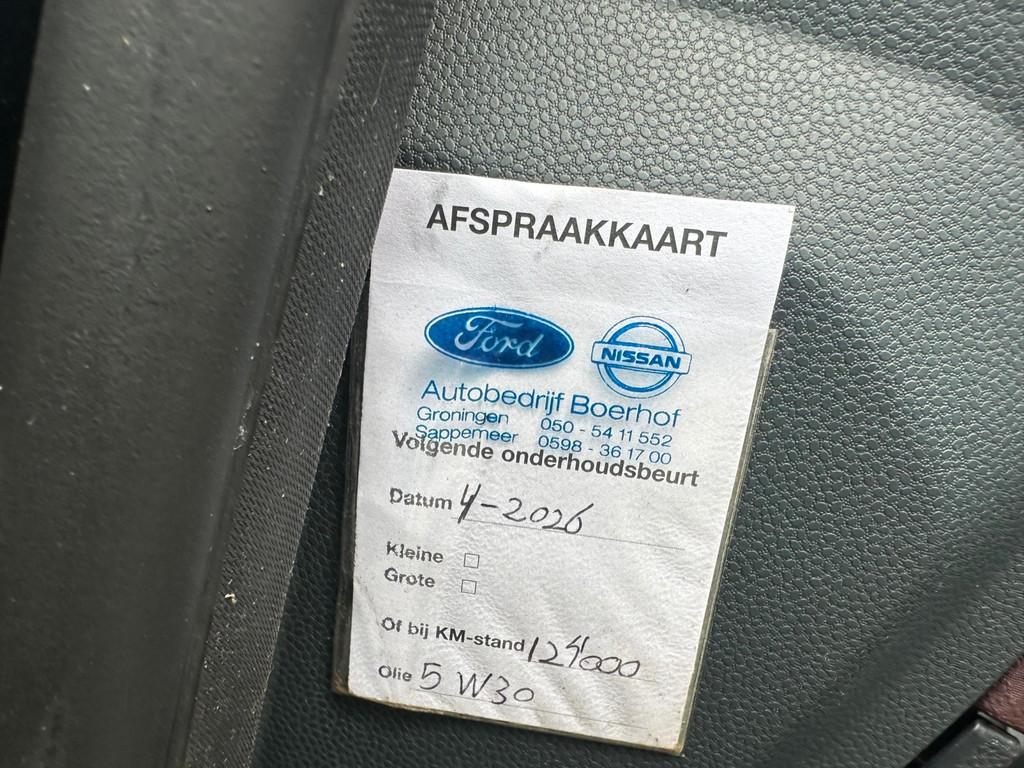 AFSPRAAKKAART
Ford NISSAN
Autobedrijf Boerhof
Groningen 050 - 54 11 552
Sappemeer 0598 - 36 17 00
Volgende onderhoudsbeurt
Datum 4-2026
Kleine
Grote
Of bij KM-stand 124000
Olie 5 W30